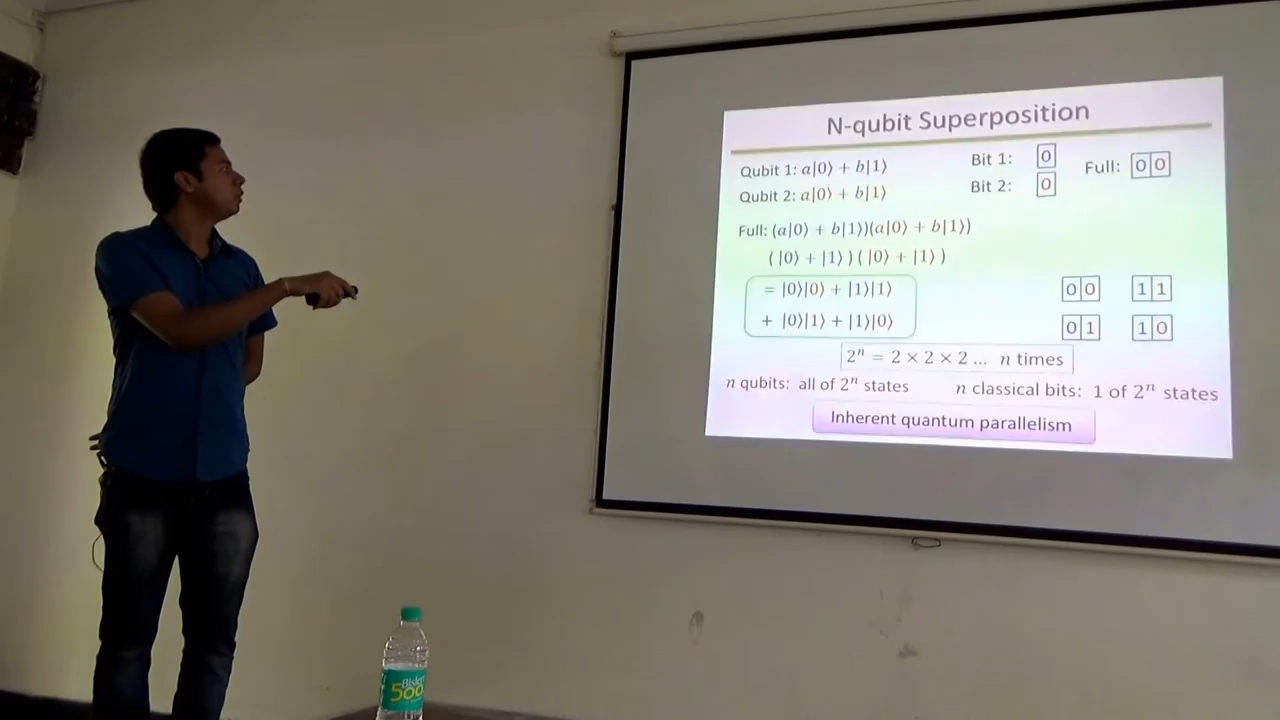 N-qubit Superposition
Qubit 1: a|0⟩ + b|1⟩
Bit 1: 0
Qubit 2: a|0⟩ + b|1⟩
Bit 2: 0
Full: 0 0
Full: (a|0⟩ + b|1⟩)(a|0⟩ + b|1⟩)
( |0⟩ + |1⟩ ) ( |0⟩ + |1⟩ )
= |0⟩|0⟩ + |1⟩|1⟩
0 0 1 1
+ |0⟩|1⟩ + |1⟩|0⟩
0 1 1 0
2ⁿ = 2 × 2 × 2 ... n times
n qubits: all of 2ⁿ states
n classical bits: 1 of 2ⁿ states
Inherent quantum parallelism
500